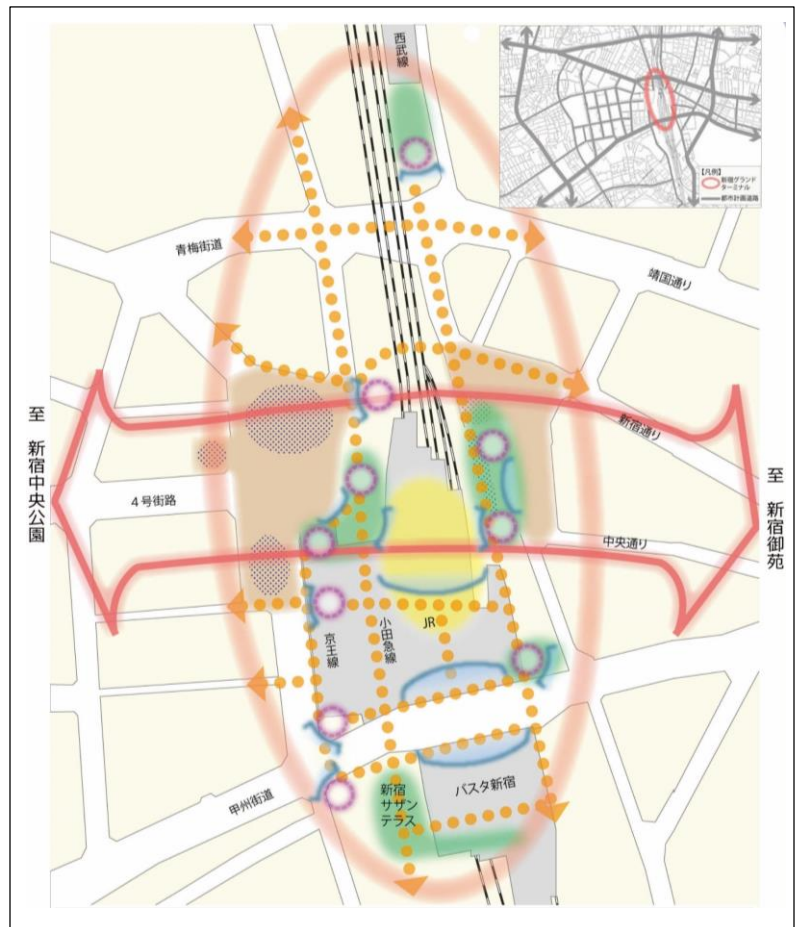 西武線
【凡例】
新宿グランド
ターミナル
都市計画道路
青梅街道
靖国通り
新宿通り
至 新宿中央公園
4号街路
至 新宿御苑
中央通り
京王線
小田急線
JR
甲州街道
新宿
サザン
テラス
バスタ新宿